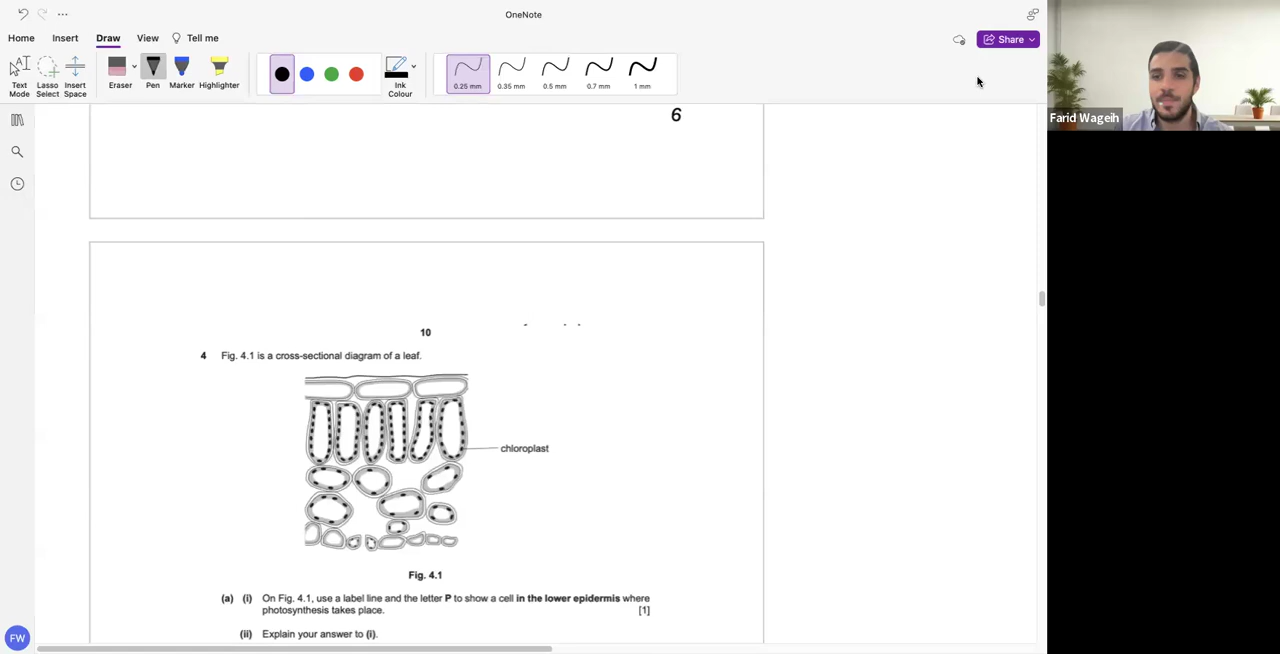 OneNote
Home Insert Draw View Tell me
Share
Text Mode
Lasso Select
Insert Space
Eraser
Pen
Marker
Highlighter
Ink Colour
0.25 mm
0.35 mm
0.5 mm
0.7 mm
1 mm
Farid Wageih
6
10
4 Fig. 4.1 is a cross-sectional diagram of a leaf.
chloroplast
Fig. 4.1
(a) (i) On Fig. 4.1, use a label line and the letter P to show a cell in the lower epidermis where
photosynthesis takes place. [1]
(ii) Explain your answer to (i).
FW